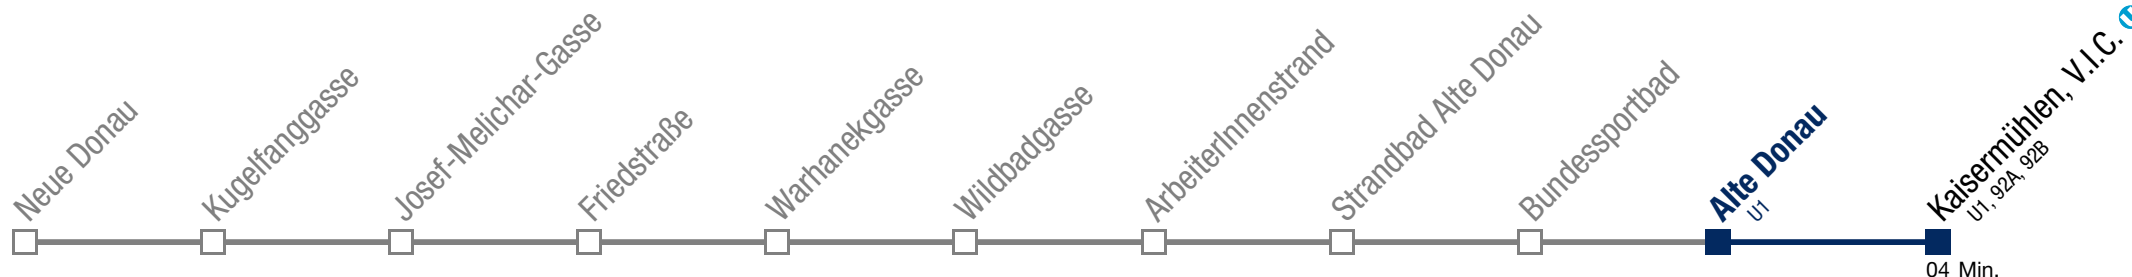 Neue Donau
Kugelfanggasse
Josef-Melichar-Gasse
Friedstraße
Warhanekgasse
Wildbadgasse
ArbeiterInnenstrand
Strandbad Alte Donau
Bundessportbad
Alte Donau
U1
Kaisermühlen, V.I.C.
U1, 92A, 92B
04 Min.